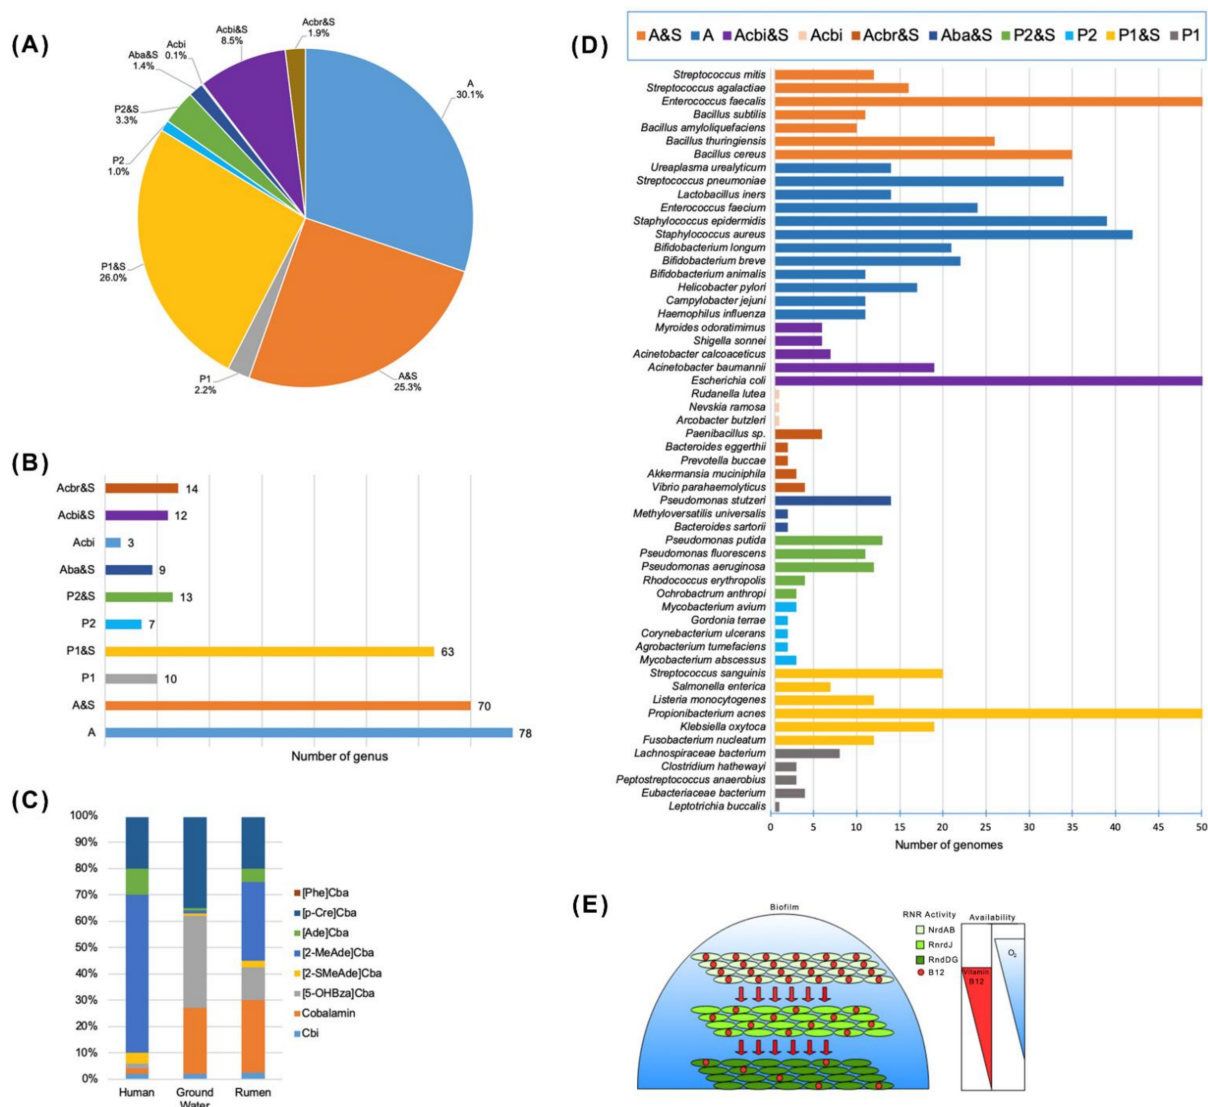 (A)
Acbr&S
1.9%
Acbi&S
8.5%
Acbi
0.1%
Aba&S
1.4%
P2&S
3.3%
P2
1.0%
P1&S
26.0%
P1
2.2%
A&S
25.3%
A
30.1%
(B)
Acbr&S 14
Acbi&S 12
Acbi 3
Aba&S 9
P2&S 13
P2 7
P1&S 63
P1 10
A&S 70
A 78
Number of genus
(C)
100%
90%
80%
70%
60%
50%
40%
30%
20%
10%
0%
Human
Ground
Water
Rumen
[Phe]Cba
[p-Cre]Cba
[Ade]Cba
[2-MeAde]Cba
[2-SMeAde]Cba
[5-OHBza]Cba
Cobalamin
Cbi
(D)
A&S A Acbi&S Acbi Acbr&S Aba&S P2&S P2 P1&S P1
Streptococcus mitis
Streptococcus agalactiae
Enterococcus faecalis
Bacillus subtilis
Bacillus amyloliquefaciens
Bacillus thuringiensis
Bacillus cereus
Ureaplasma urealyticum
Streptococcus pneumoniae
Lactobacillus iners
Enterococcus faecium
Staphylococcus epidermidis
Staphylococcus aureus
Bifidobacterium longum
Bifidobacterium breve
Bifidobacterium animalis
Helicobacter pylori
Campylobacter jejuni
Haemophilus influenza
Myroides odoratimimus
Shigella sonnei
Acinetobacter calcoaceticus
Acinetobacter baumannii
Escherichia coli
Rudanella lutea
Nevskia ramosa
Arcobacter butzleri
Paenibacillus sp.
Bacteroides eggerthii
Prevotella buccae
Akkermansia muciniphila
Vibrio parahaemolyticus
Pseudomonas stutzeri
Methyloversatilis universalis
Bacteroides sartorii
Pseudomonas putida
Pseudomonas fluorescens
Pseudomonas aeruginosa
Rhodococcus erythropolis
Ochrobactrum anthropi
Mycobacterium avium
Gordonia terrae
Corynebacterium ulcerans
Agrobacterium tumefaciens
Mycobacterium abscessus
Streptococcus sanguinis
Salmonella enterica
Listeria monocytogenes
Propionibacterium acnes
Klebsiella oxytoca
Fusobacterium nucleatum
Lachnospiraceae bacterium
Clostridium hathewayi
Peptostreptococcus anaerobius
Eubacteriaceae bacterium
Leptotrichia buccalis
0 5 10 15 20 25 30 35 40 45 50
Number of genomes
(E)
Biofilm
RNR Activity
NrdAB
RnrdJ
RndDG
B12
Availability
Vitamin
B12
O2